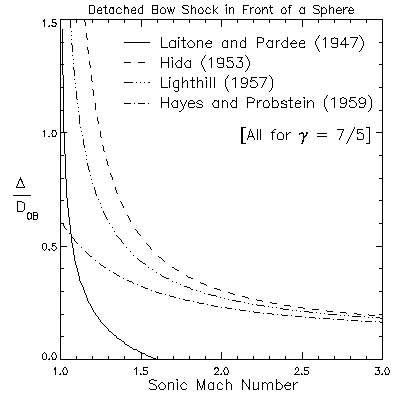 Detached Bow Shock in Front of a Sphere
1.5
Laitone and Pardee (1947)
Hida (1953)
Lighthill (1957)
Hayes and Probstein (1959)
[All for γ = 7/5]
1.0
Δ
D_OB
0.5
0.0
1.0 1.5 2.0 2.5 3.0
Sonic Mach Number